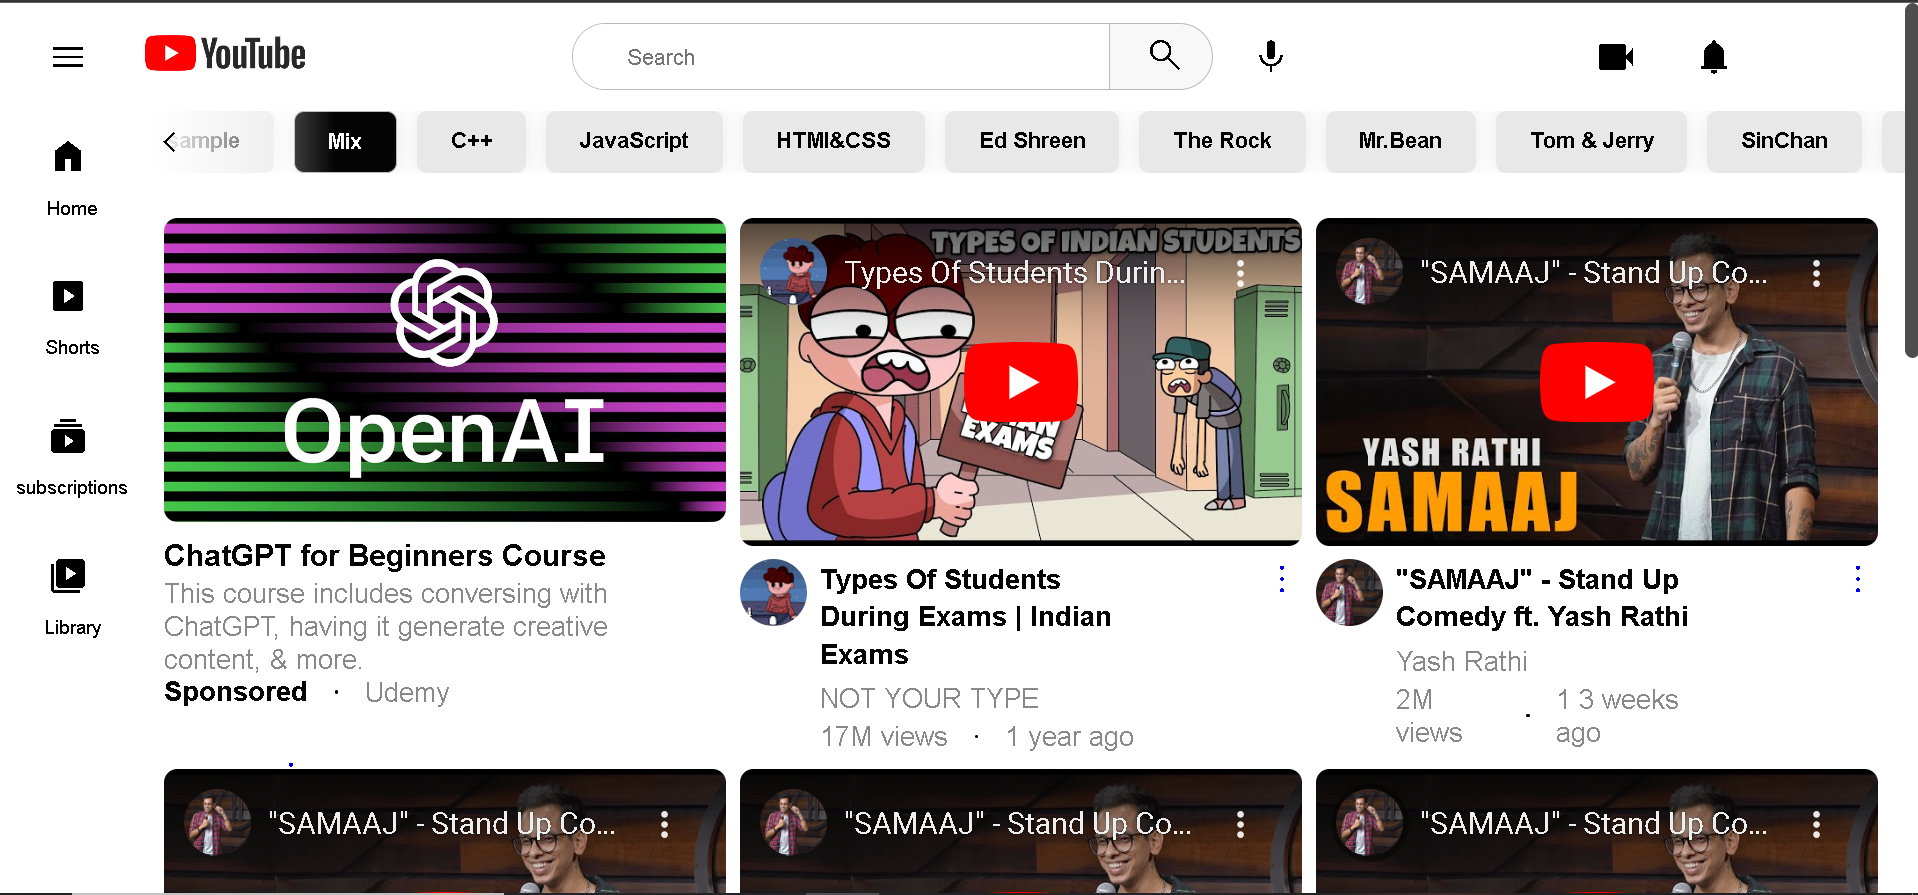 YouTube
Search
sample
Mix
C++
JavaScript
HTMl&CSS
Ed Shreen
The Rock
Mr.Bean
Tom & Jerry
SinChan
Home
Shorts
subscriptions
Library
OpenAI
ChatGPT for Beginners Course
This course includes conversing with
ChatGPT, having it generate creative
content, & more.
Sponsored · Udemy
TYPES OF INDIAN STUDENTS
Types Of Students Durin...
EXAMS
Types Of Students
During Exams | Indian
Exams
NOT YOUR TYPE
17M views · 1 year ago
"SAMAAJ" - Stand Up Co...
YASH RATHI
SAMAAJ
"SAMAAJ" - Stand Up
Comedy ft. Yash Rathi
Yash Rathi
2M views · 1 3 weeks ago
"SAMAAJ" - Stand Up Co...
"SAMAAJ" - Stand Up Co...
"SAMAAJ" - Stand Up Co...